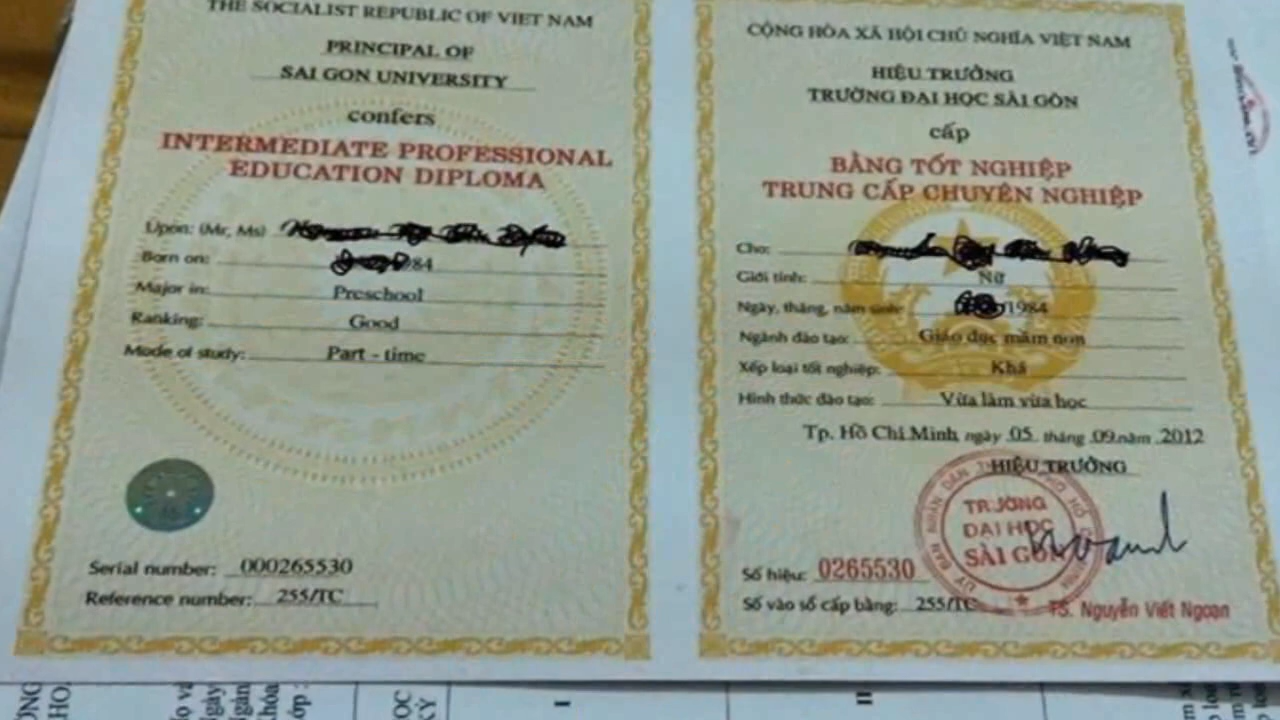 THE SOCIALIST REPUBLIC OF VIET NAM
PRINCIPAL OF
SAI GON UNIVERSITY
confers
INTERMEDIATE PROFESSIONAL
EDUCATION DIPLOMA
Upon: (Mr, Ms)
Born on: 84
Major in: Preschool
Ranking: Good
Mode of study: Part - time
Serial number: 000265530
Reference number: 255/TC
CỘNG HÒA XÃ HỘI CHỦ NGHĨA VIỆT NAM
HIỆU TRƯỞNG
TRƯỜNG ĐẠI HỌC SÀI GÒN
cấp
BẰNG TỐT NGHIỆP
TRUNG CẤP CHUYÊN NGHIỆP
Cho:
Giới tính: Nữ
Ngày, tháng, năm sinh: /1984
Ngành đào tạo: Giáo dục mầm non
Xếp loại tốt nghiệp: Khá
Hình thức đào tạo: Vừa làm vừa học
Tp. Hồ Chí Minh, ngày 05 tháng 09 năm 2012
HIỆU TRƯỞNG
TRƯỜNG
ĐẠI HỌC
SÀI GÒN
Số hiệu: 0265530
Số vào sổ cấp bằng: 255/TC
TS. Nguyễn Viết Ngoạn
I
II